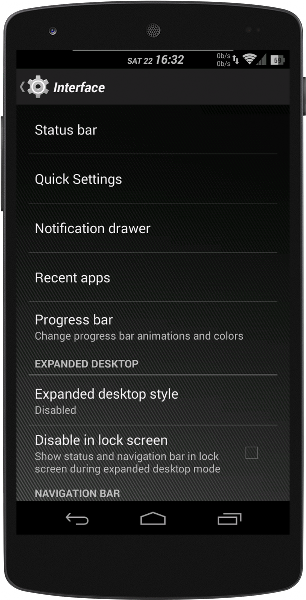 SAT 22 16:32
0b/s
0b/s
Interface
Status bar
Quick Settings
Notification drawer
Recent apps
Progress bar
Change progress bar animations and colors
EXPANDED DESKTOP
Expanded desktop style
Disabled
Disable in lock screen
Show status and navigation bar in lock
screen during expanded desktop mode
NAVIGATION BAR